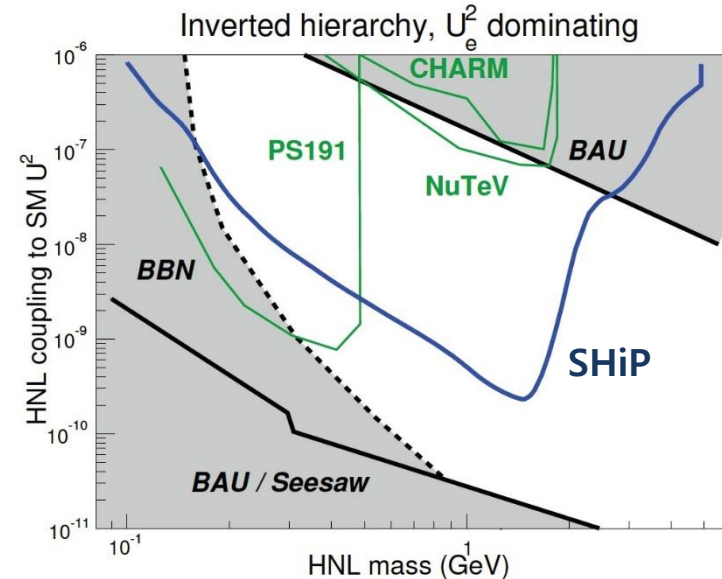 Inverted hierarchy, U_e^2 dominating
HNL coupling to SM U^2
10^-6
10^-7
10^-8
10^-9
10^-10
10^-11
CHARM
PS191
BAU
NuTeV
BBN
SHiP
BAU / Seesaw
10^-1
1
HNL mass (GeV)